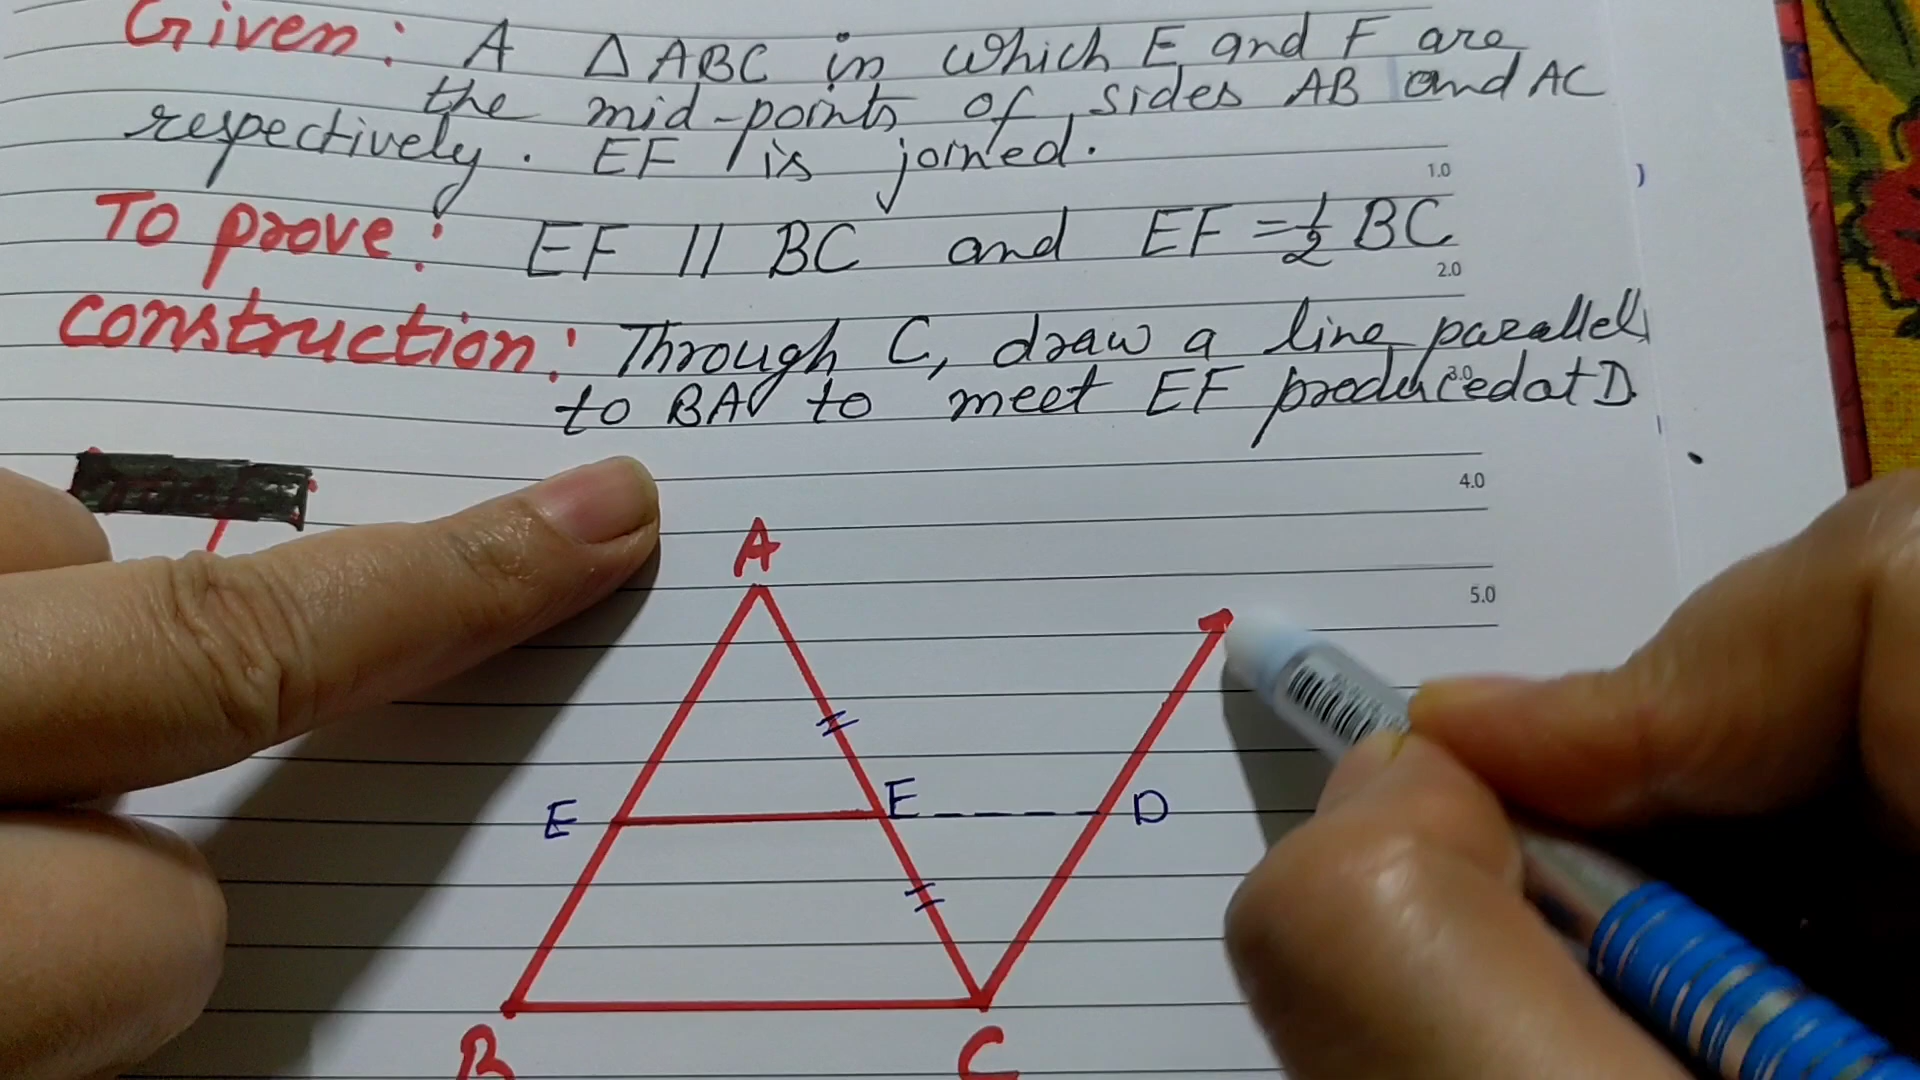 Given: A △ABC in which E and F are
the mid-points of sides AB and AC
respectively. EF is joined.
1.0
To prove: EF || BC and EF = 1/2 BC
2.0
Construction: Through C, draw a line parallel
to BA to meet EF produced at D
3.0
4.0
A
5.0
E E D
B C